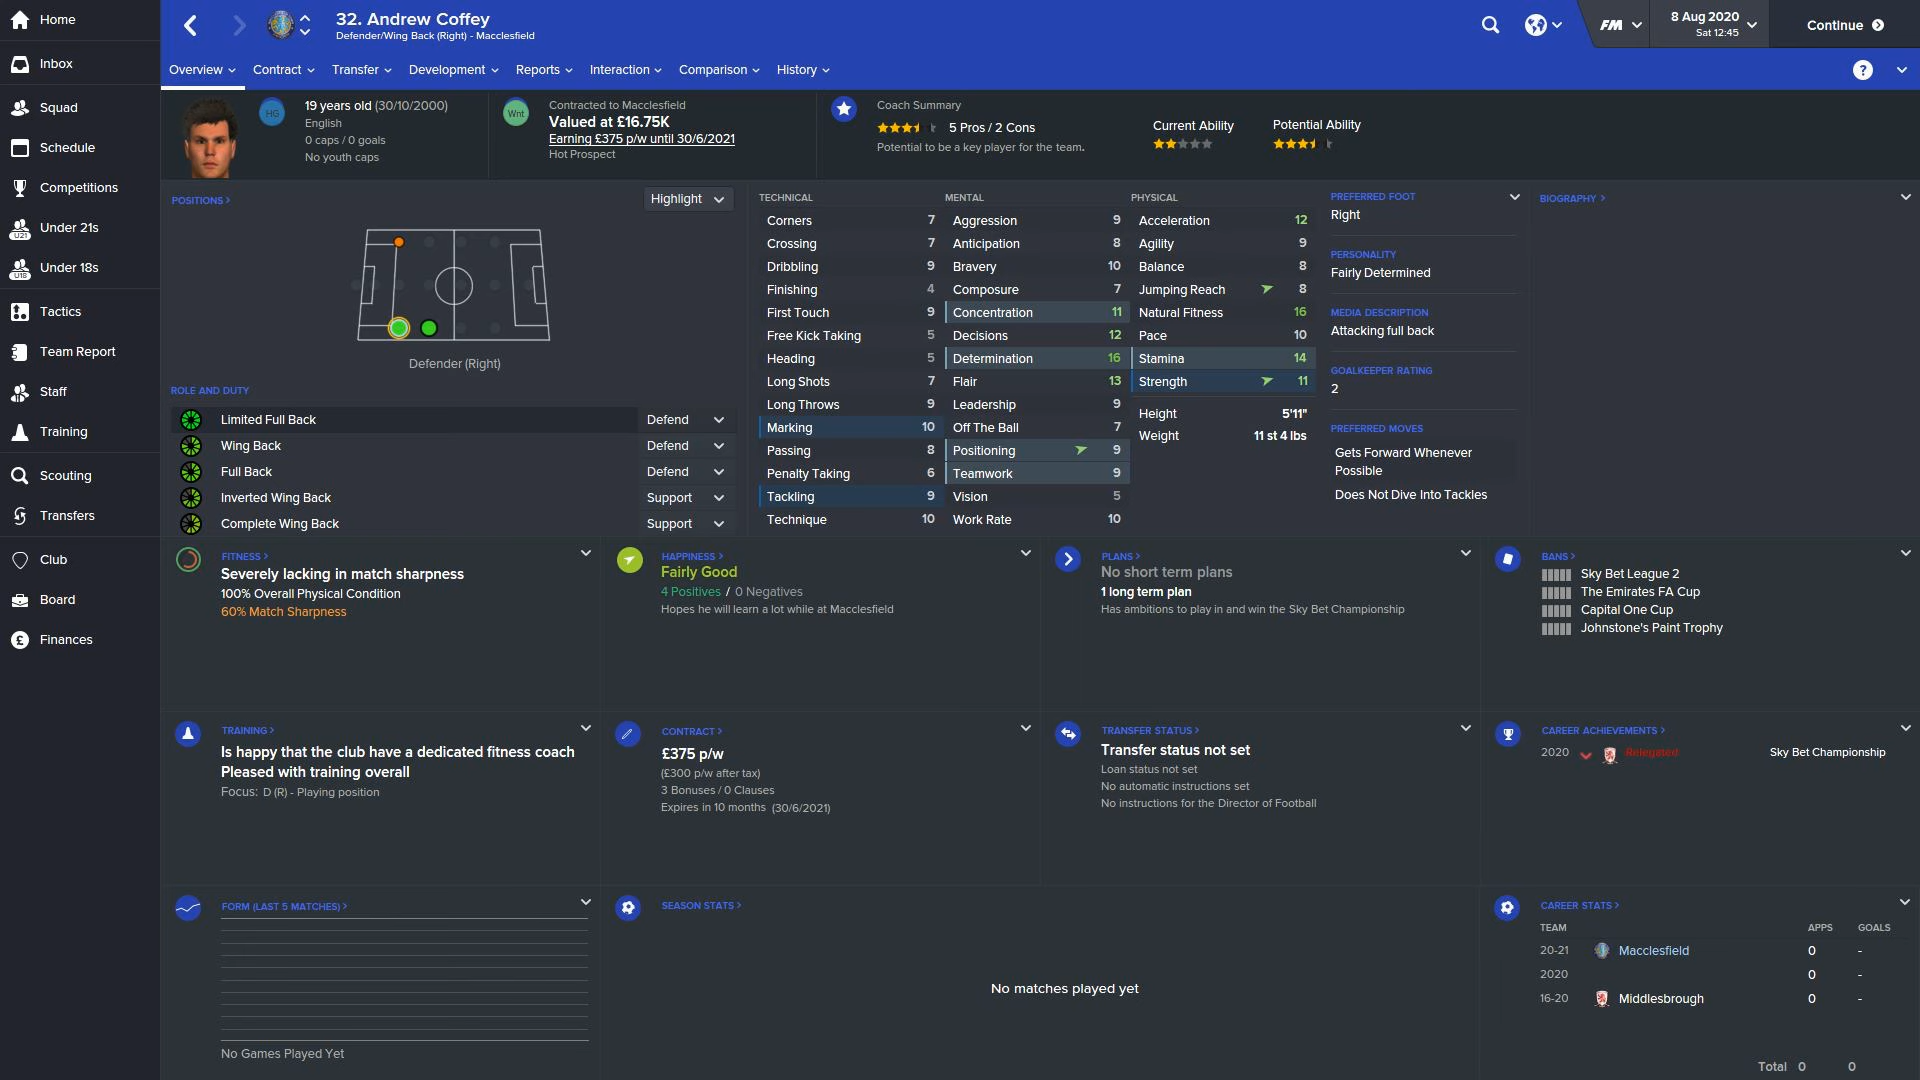 Home
Inbox
Squad
Schedule
Competitions
U21
Under 21s
U18
Under 18s
Tactics
Team Report
Staff
Training
Scouting
Transfers
Club
Board
£
Finances
32. Andrew Coffey
Defender/Wing Back (Right) - Macclesfield
FM
8 Aug 2020
Sat 12:45
Continue
Overview
Contract
Transfer
Development
Reports
Interaction
Comparison
History
?
HG
19 years old (30/10/2000)
English
0 caps / 0 goals
No youth caps
Wnt
Contracted to Macclesfield
Valued at £16.75K
Earning £375 p/w until 30/6/2021
Hot Prospect
Coach Summary
5 Pros / 2 Cons
Potential to be a key player for the team.
Current Ability
Potential Ability
POSITIONS >
Highlight
Defender (Right)
ROLE AND DUTY
Limited Full Back Defend
Wing Back Defend
Full Back Defend
Inverted Wing Back Support
Complete Wing Back Support
TECHNICAL
Corners 7
Crossing 7
Dribbling 9
Finishing 4
First Touch 9
Free Kick Taking 5
Heading 5
Long Shots 7
Long Throws 9
Marking 10
Passing 8
Penalty Taking 6
Tackling 9
Technique 10
MENTAL
Aggression 9
Anticipation 8
Bravery 10
Composure 7
Concentration 11
Decisions 12
Determination 16
Flair 13
Leadership 9
Off The Ball 7
Positioning 9
Teamwork 9
Vision 5
Work Rate 10
PHYSICAL
Acceleration 12
Agility 9
Balance 8
Jumping Reach 8
Natural Fitness 16
Pace 10
Stamina 14
Strength 11
Height 5'11"
Weight 11 st 4 lbs
PREFERRED FOOT
Right
PERSONALITY
Fairly Determined
MEDIA DESCRIPTION
Attacking full back
GOALKEEPER RATING
2
PREFERRED MOVES
Gets Forward Whenever
Possible
Does Not Dive Into Tackles
BIOGRAPHY >
FITNESS >
Severely lacking in match sharpness
100% Overall Physical Condition
60% Match Sharpness
HAPPINESS >
Fairly Good
4 Positives / 0 Negatives
Hopes he will learn a lot while at Macclesfield
PLANS >
No short term plans
1 long term plan
Has ambitions to play in and win the Sky Bet Championship
BANS >
Sky Bet League 2
The Emirates FA Cup
Capital One Cup
Johnstone's Paint Trophy
TRAINING >
Is happy that the club have a dedicated fitness coach
Pleased with training overall
Focus: D (R) - Playing position
CONTRACT >
£375 p/w
(£300 p/w after tax)
3 Bonuses / 0 Clauses
Expires in 10 months (30/6/2021)
TRANSFER STATUS >
Transfer status not set
Loan status not set
No automatic instructions set
No instructions for the Director of Football
CAREER ACHIEVEMENTS >
2020 Relegated Sky Bet Championship
FORM (LAST 5 MATCHES) >
No Games Played Yet
SEASON STATS >
No matches played yet
CAREER STATS >
TEAM APPS GOALS
20-21 Macclesfield 0 -
2020 0 -
16-20 Middlesbrough 0 -
Total 0 0